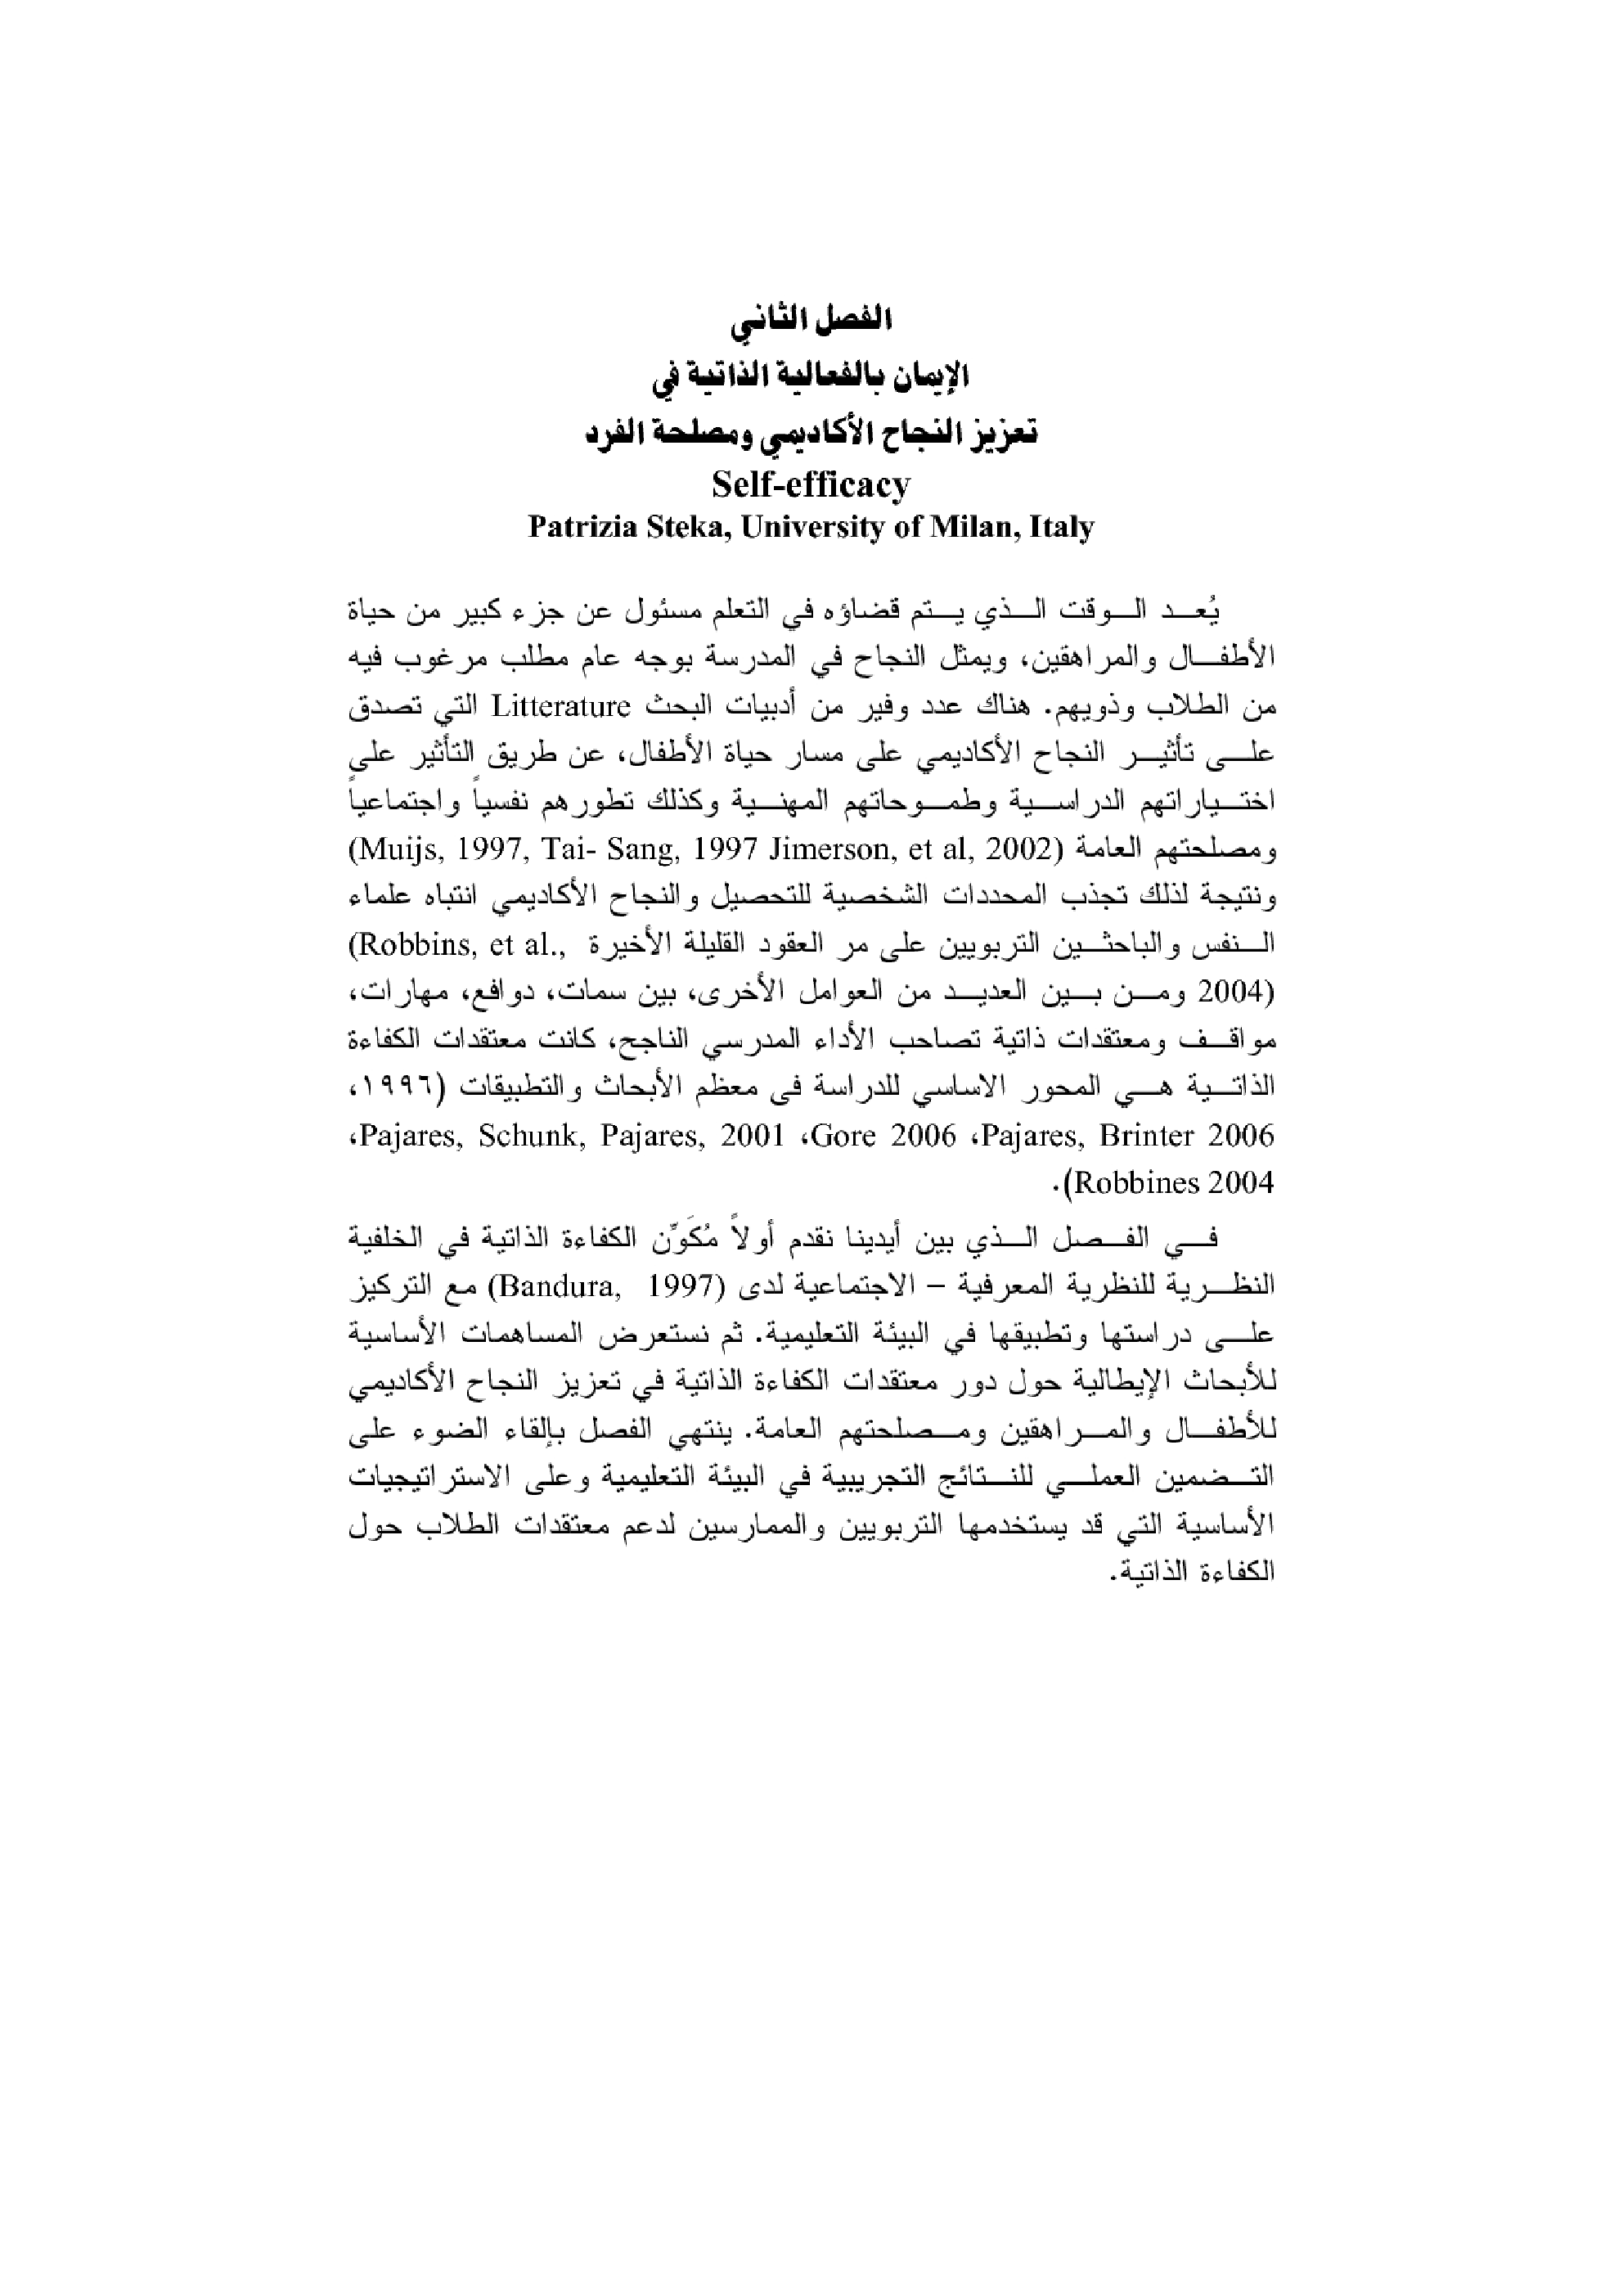 الفصل الثاني
الإيمان بالفعالية الذاتية في
تعزيز النجاح الأكاديمي ومصلحة الفرد
Self-efficacy
Patrizia Steka, University of Milan, Italy
يُعد الوقت الذي يتم قضاؤه في التعلم مسئول عن جزء كبير من حياة
الأطفال والمراهقين، ويمثل النجاح في المدرسة بوجه عام مطلب مرغوب فيه
من الطلاب وذويهم. هناك عدد وفير من أدبيات البحث Litterature التي تصدق
على تأثير النجاح الأكاديمي على مسار حياة الأطفال، عن طريق التأثير على
اختياراتهم الدراسية وطموحاتهم المهنية وكذلك تطورهم نفسياً واجتماعياً
ومصلحتهم العامة (Muijs, 1997, Tai- Sang, 1997 Jimerson, et al, 2002)
ونتيجة لذلك تجذب المحددات الشخصية للتحصيل والنجاح الأكاديمي انتباه علماء
النفس والباحثين التربويين على مر العقود القليلة الأخيرة (Robbins, et al.,
2004) ومن بين العديد من العوامل الأخرى، بين سمات، دوافع، مهارات،
مواقف ومعتقدات ذاتية تصاحب الأداء المدرسي الناجح، كانت معتقدات الكفاءة
الذاتية هي المحور الاساسي للدراسة فى معظم الأبحاث والتطبيقات (١٩٩٦،
Pajares, Brinter 2006، Gore 2006، Pajares, Schunk, Pajares, 2001،
Robbines 2004).
في الفصل الذي بين أيدينا نقدم أولاً مُكَوِّن الكفاءة الذاتية في الخلفية
النظرية للنظرية المعرفية – الاجتماعية لدى (Bandura, 1997) مع التركيز
على دراستها وتطبيقها في البيئة التعليمية. ثم نستعرض المساهمات الأساسية
للأبحاث الإيطالية حول دور معتقدات الكفاءة الذاتية في تعزيز النجاح الأكاديمي
للأطفال والمراهقين ومصلحتهم العامة. ينتهي الفصل بإلقاء الضوء على
التضمين العملي للنتائج التجريبية في البيئة التعليمية وعلى الاستراتيجيات
الأساسية التي قد يستخدمها التربويين والممارسين لدعم معتقدات الطلاب حول
الكفاءة الذاتية.